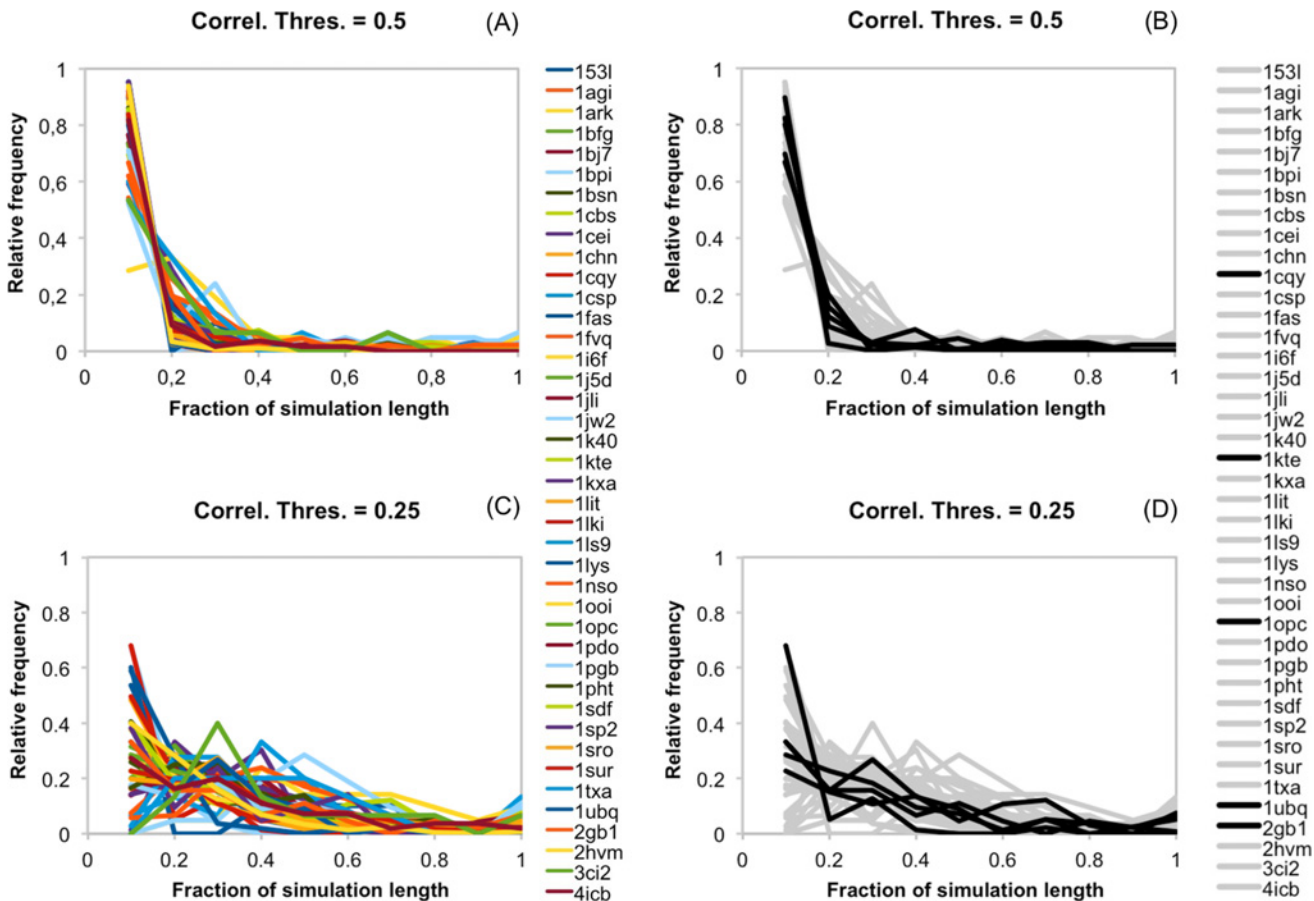 Correl. Thres. = 0.5 (A)
Relative frequency
1
0.8
0.6
0.4
0.2
0
0 0.2 0.4 0,6 0,8 1
Fraction of simulation length
Correl. Thres. = 0.25 (C)
Relative frequency
1
0.8
0.6
0.4
0.2
0
0 0.2 0.4 0.6 0.8 1
Fraction of simulation length
153l
1agi
1ark
1bfg
1bj7
1bpi
1bsn
1cbs
1cei
1chn
1cqy
1csp
1fas
1fvq
1i6f
1j5d
1jli
1jw2
1k40
1kte
1kxa
1lit
1lki
1ls9
1lys
1nso
1ooi
1opc
1pdo
1pgb
1pht
1sdf
1sp2
1sro
1sur
1txa
1ubq
2gb1
2hvm
3ci2
4icb
Correl. Thres. = 0.5 (B)
Relative frequency
1
0.8
0.6
0.4
0.2
0
0 0.2 0.4 0.6 0.8 1
Fraction of simulation length
Correl. Thres. = 0.25 (D)
Relative frequency
1
0.8
0.6
0.4
0.2
0
0 0.2 0.4 0.6 0.8 1
Fraction of simulation length
153l
1agi
1ark
1bfg
1bj7
1bpi
1bsn
1cbs
1cei
1chn
1cqy
1csp
1fas
1fvq
1i6f
1j5d
1jli
1jw2
1k40
1kte
1kxa
1lit
1lki
1ls9
1lys
1nso
1ooi
1opc
1pdo
1pgb
1pht
1sdf
1sp2
1sro
1sur
1txa
1ubq
2gb1
2hvm
3ci2
4icb